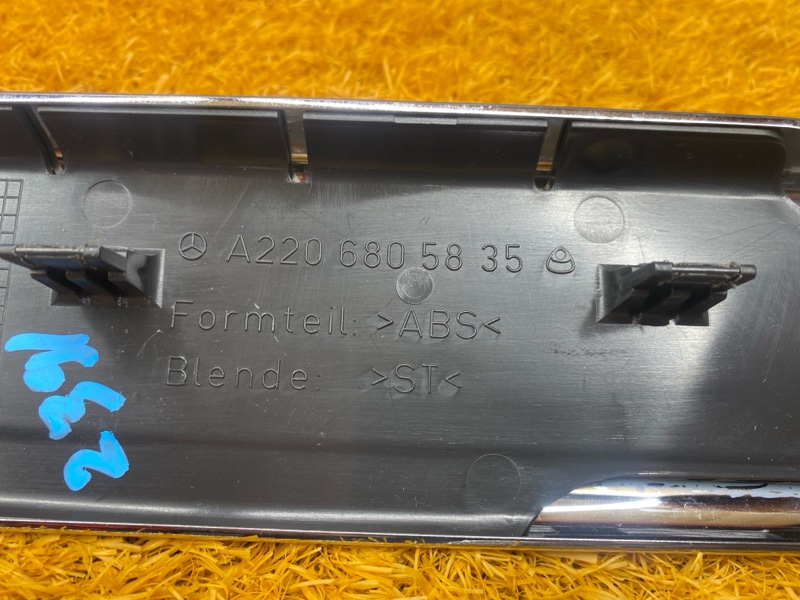 A220 680 58 35
Formteil: >ABS<
Blende: >ST<